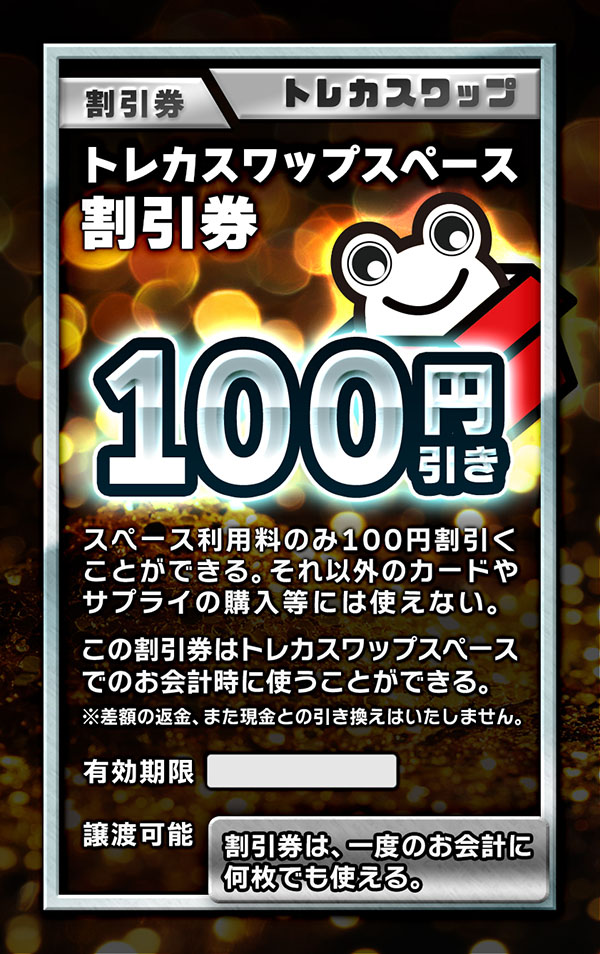 割引券
トレカスワップ
トレカスワップスペース
割引券
100円
引き
スペース利用料のみ100円割引く
ことができる。それ以外のカードや
サプライの購入等には使えない。
この割引券はトレカスワップスペース
でのお会計時に使うことができる。
※差額の返金、また現金との引き換えはいたしません。
有効期限
譲渡可能
割引券は、一度のお会計に
何枚でも使える。